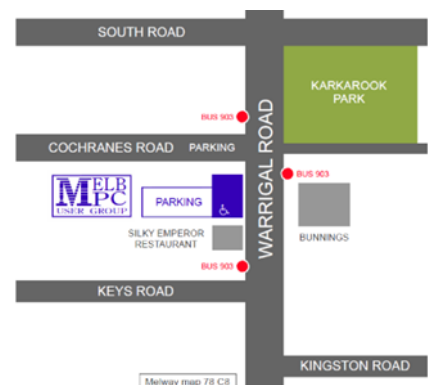 SOUTH ROAD
KARKAROOK
PARK
BUS 903
WARRIGAL ROAD
COCHRANES ROAD PARKING
BUS 903
MELB
PC
USER GROUP
PARKING
SILKY EMPEROR
RESTAURANT
BUNNINGS
BUS 903
KEYS ROAD
KINGSTON ROAD
Melway map 78 C8